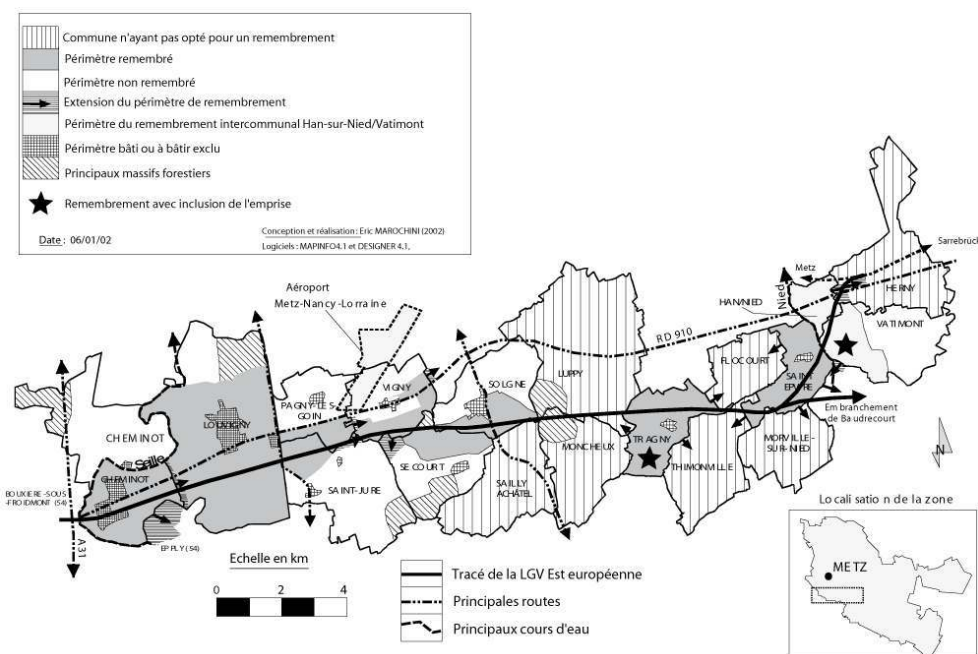 Commune n'ayant pas opté pour un remembrement
Périmètre remembré
Périmètre non remembré
Extension du périmètre de remembrement
Périmètre du remembrement intercommunal Han-sur-Nied/Vatimont
Périmètre bâti ou à bâtir exclu
Principaux massifs forestiers
Remembrement avec inclusion de l'emprise
Date : 06/01/02
Conception et réalisation : Eric MAROCHINI (2002)
Logiciels : MAPINFO4.1 et DESIGNER 4.1,
Aéroport
Metz-Nancy-Lorraine
Metz
Sarrebrück
Nied
HAN/NIED
HERNY
VATIMONT
RD 910
FLOCOURT
SAINT-
EPVRE
LUPPY
SOLGNE
VIGNY
PAGNY-LES-
GOIN
LOUVIGNY
CHEMINOT
Seille
CHEMINOT
BOUXIERE-SOUS
-FROIDMONT (54)
A31
EPLY (54)
SAINT-JURE
SECOURT
SAILLY
ACHÂTEL
MONCHEUX
TRAGNY
THIMONVILLE
MORVILLE-
SUR-NIED
Embranchement
de Baudrecourt
N
Localisation de la zone
METZ
Echelle en km
0 2 4
Tracé de la LGV Est européenne
Principales routes
Principaux cours d'eau